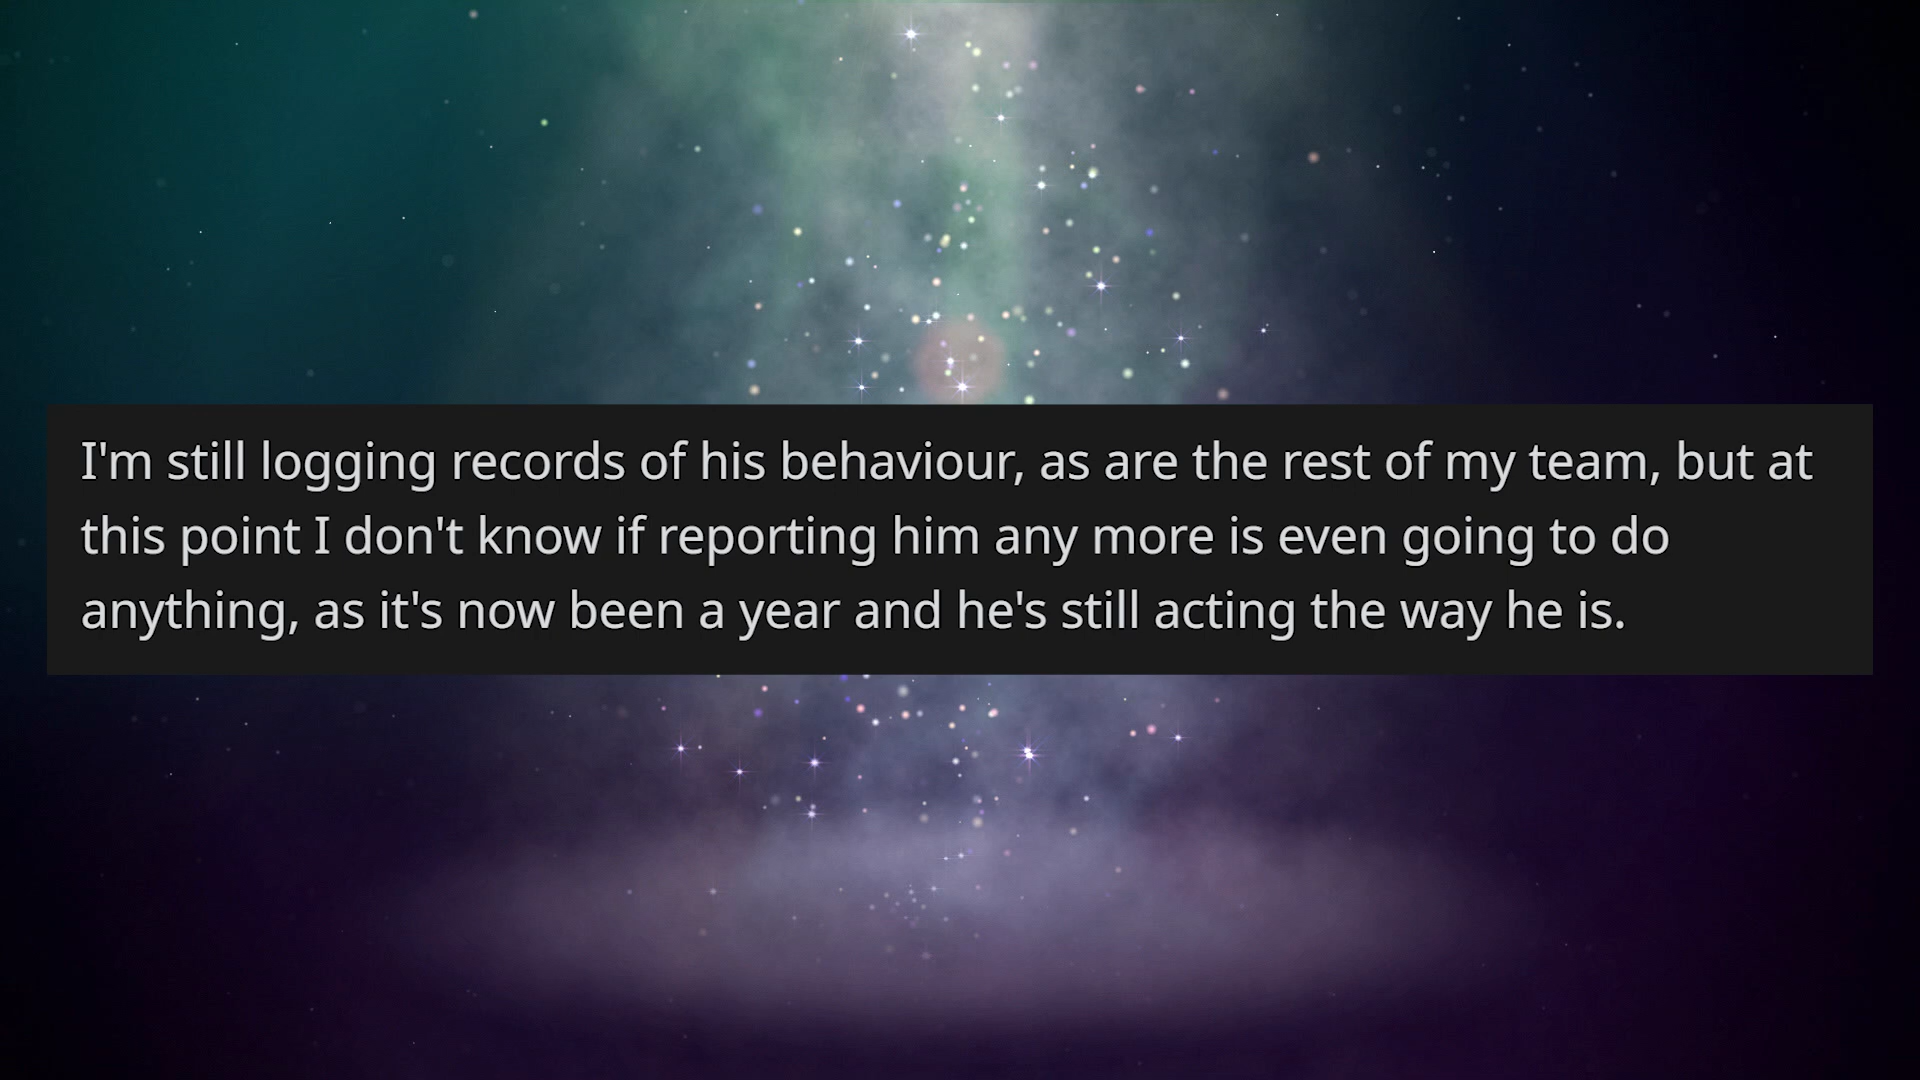 I'm still logging records of his behaviour, as are the rest of my team, but at
this point I don't know if reporting him any more is even going to do
anything, as it's now been a year and he's still acting the way he is.